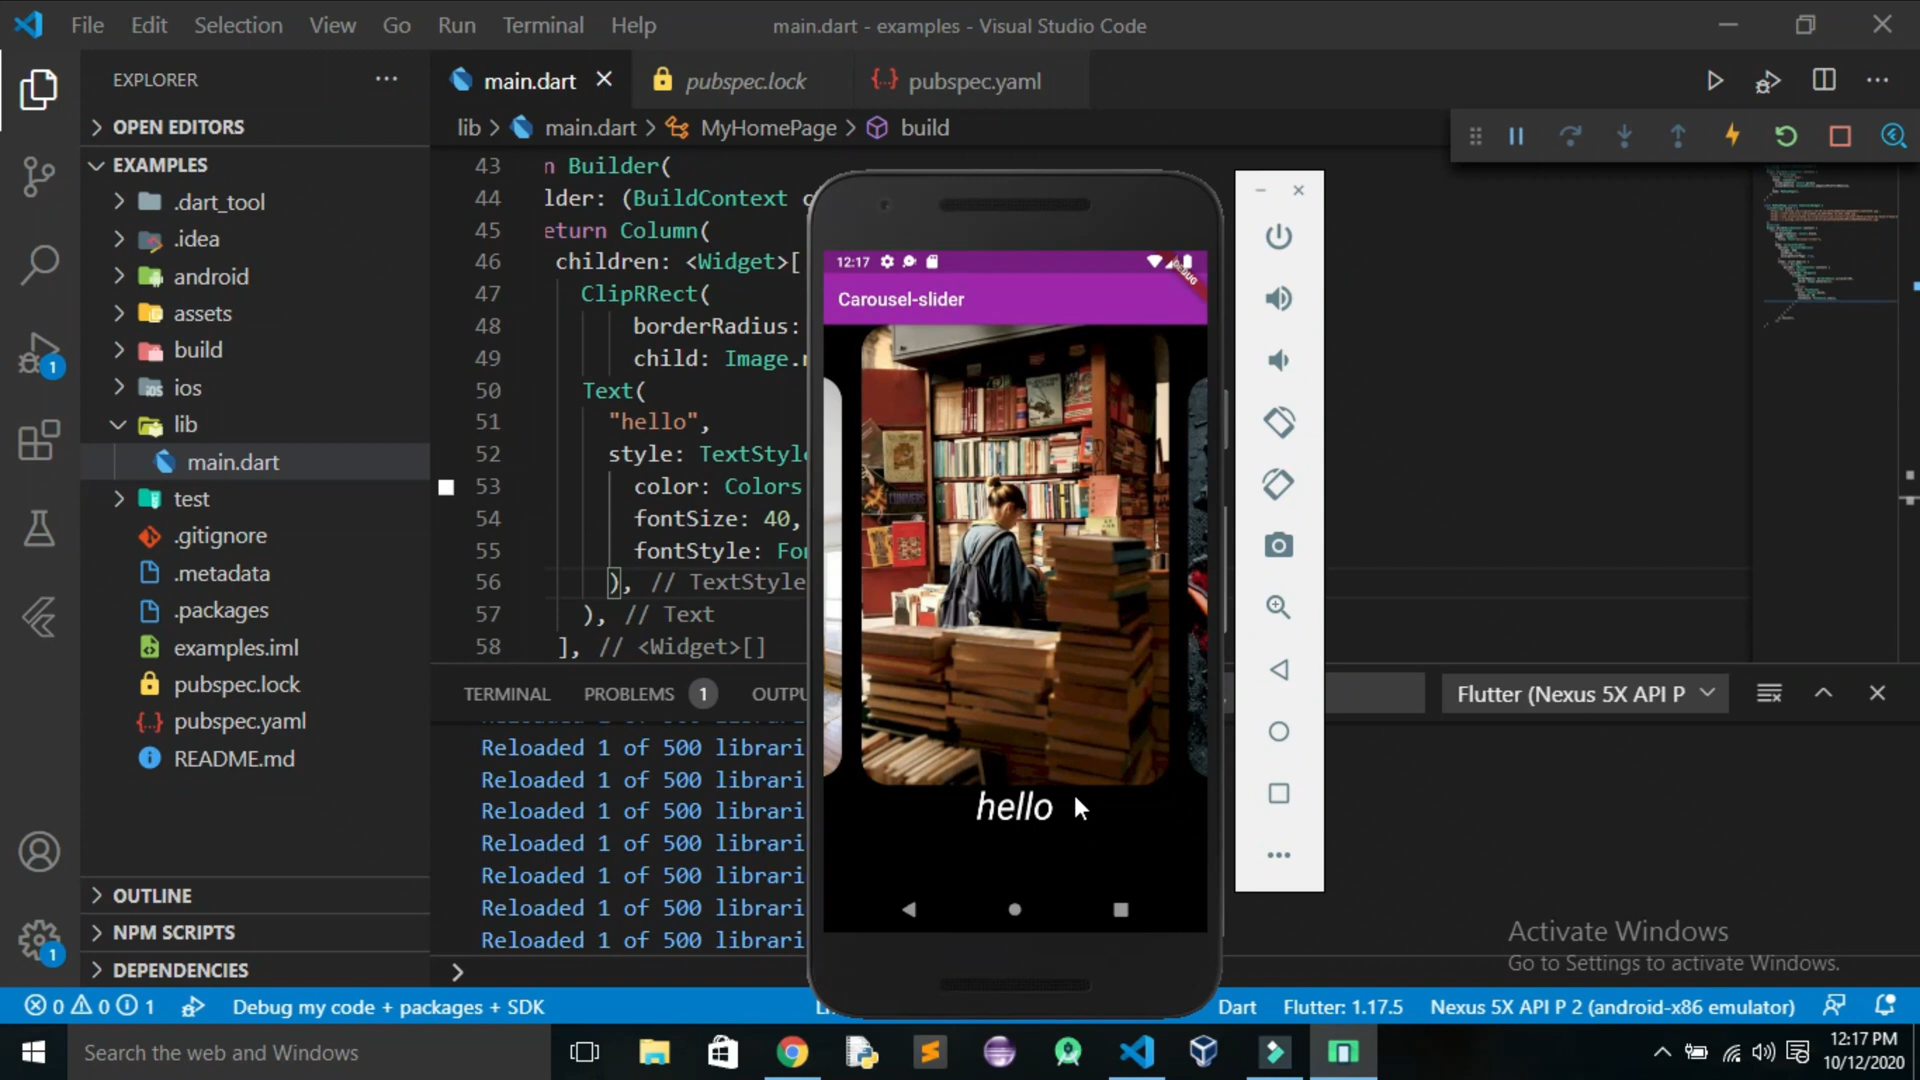 File Edit Selection View Go Run Terminal Help
main.dart - examples - Visual Studio Code
EXPLORER
OPEN EDITORS
EXAMPLES
.dart_tool
.idea
android
assets
build
ios
lib
main.dart
test
.gitignore
.metadata
.packages
examples.iml
pubspec.lock
pubspec.yaml
README.md
OUTLINE
NPM SCRIPTS
DEPENDENCIES
1
1
main.dart pubspec.lock pubspec.yaml
lib > main.dart > MyHomePage > build
43 n Builder(
44 lder: (BuildContext c
45 eturn Column(
46 children: <Widget>[
47 ClipRRect(
48 borderRadius:
49 child: Image.
50 Text(
51 "hello",
52 style: TextStyl
53 color: Colors
54 fontSize: 40,
55 fontStyle: Fo
56 ), // TextStyle
57 ), // Text
58 ], // <Widget>[]
TERMINAL PROBLEMS 1 OUTPU
Flutter (Nexus 5X API P
Reloaded 1 of 500 librari
Reloaded 1 of 500 librari
Reloaded 1 of 500 librari
Reloaded 1 of 500 librari
Reloaded 1 of 500 librari
Reloaded 1 of 500 librari
Reloaded 1 of 500 librari
12:17
DEBUG
Carousel-slider
hello
Activate Windows
Go to Settings to activate Windows.
0 0 1 Debug my code + packages + SDK
Dart Flutter: 1.17.5 Nexus 5X API P 2 (android-x86 emulator)
Search the web and Windows
12:17 PM
10/12/2020